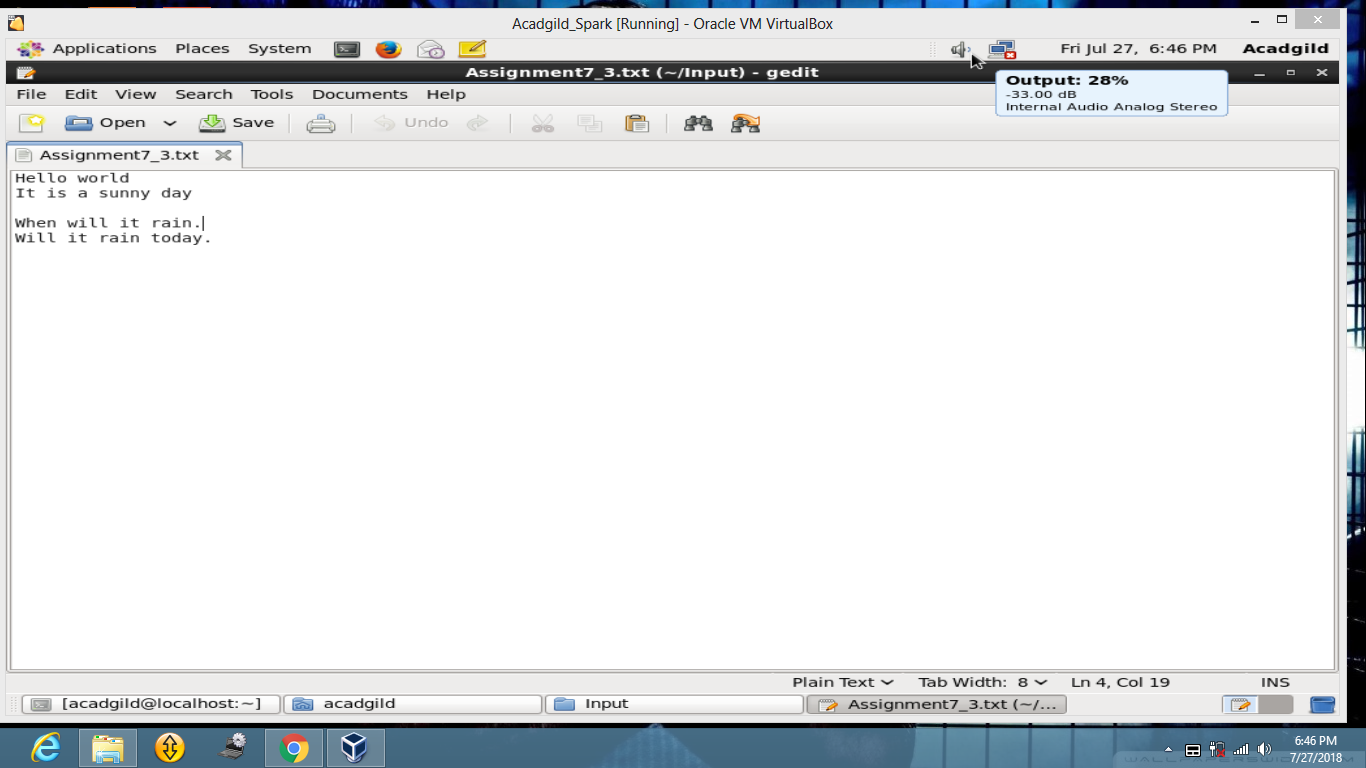 Acadgild_Spark [Running] - Oracle VM VirtualBox
Applications Places System Fri Jul 27, 6:46 PM Acadgild
Assignment7_3.txt (~/Input) - gedit
Output: 28%
-33.00 dB
Internal Audio Analog Stereo
File Edit View Search Tools Documents Help
Open Save Undo
Assignment7_3.txt
Hello world
It is a sunny day
When will it rain.
Will it rain today.
Plain Text Tab Width: 8 Ln 4, Col 19 INS
[acadgild@localhost:~] acadgild Input Assignment7_3.txt (~/...
6:46 PM
7/27/2018